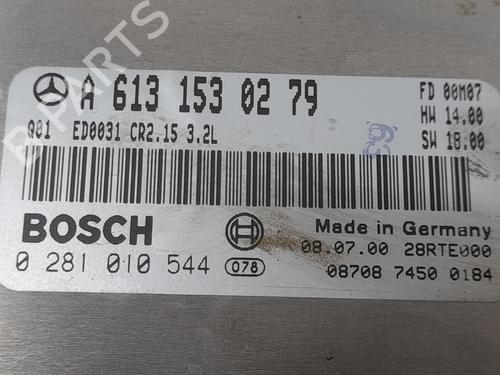 B-PARTS
A 613 153 02 79
FD 00M07
HW 14.00
Q01 ED0031 CR2.15 3.2L
SW 18.00
BOSCH
Made in Germany
08.07.00 28RTE000
0 281 010 544 078
08708 7450 0184